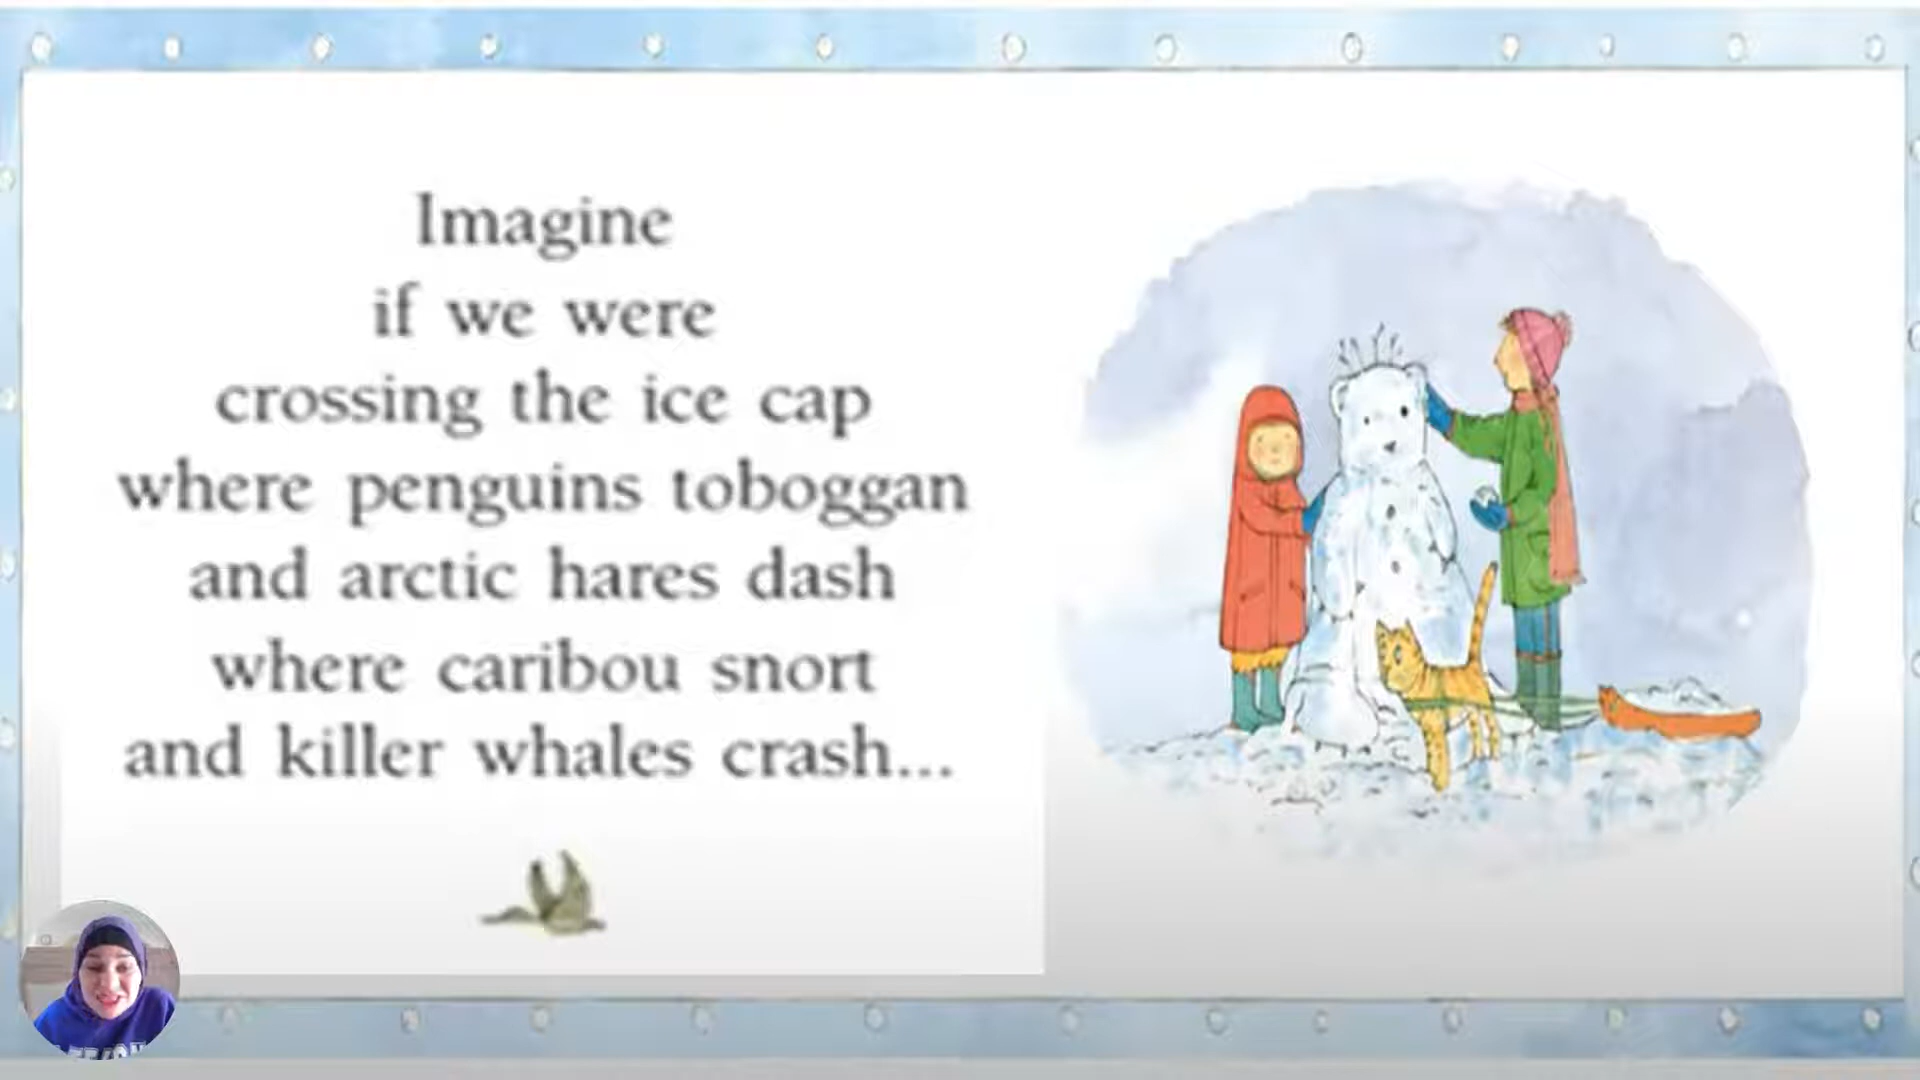 Imagine
if we were
crossing the ice cap
where penguins toboggan
and arctic hares dash
where caribou snort
and killer whales crash...